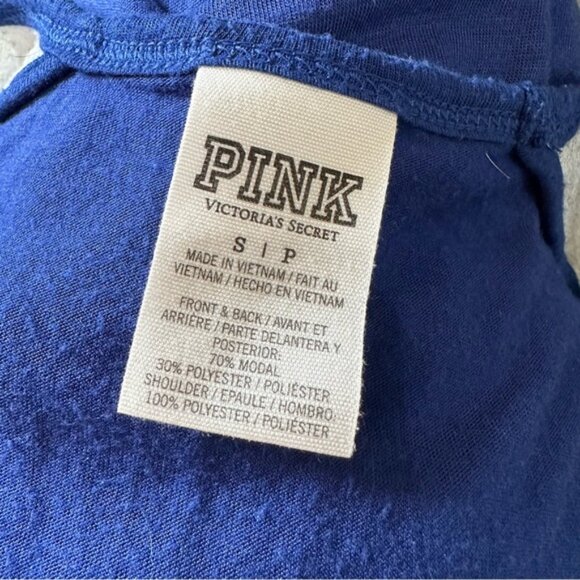 PINK
VICTORIA'S SECRET
S | P
MADE IN VIETNAM / FAIT AU
VIETNAM / HECHO EN VIETNAM
FRONT & BACK / AVANT ET
ARRIÈRE / PARTE DELANTERA Y
POSTERIOR:
70% MODAL
30% POLYESTER / POLIÉSTER
SHOULDER / EPAULE / HOMBRO
100% POLYESTER / POLIÉSTER